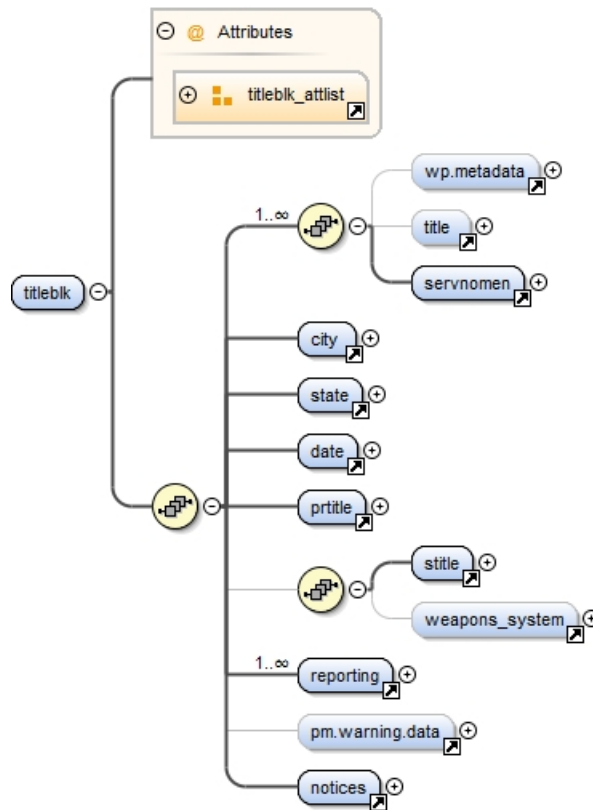 @ Attributes
titleblk_attlist
wp.metadata
1..∞
title
servnomen
titleblk
city
state
date
prtitle
stitle
weapons_system
1..∞
reporting
pm.warning.data
notices